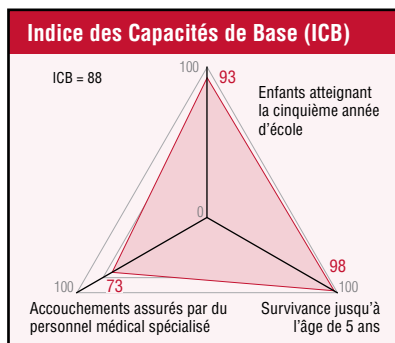 Indice des Capacités de Base (ICB)
ICB = 88
100
93
Enfants atteignant
la cinquième année
d'école
0
98
100
73
100
Accouchements assurés par du
personnel médical spécialisé
Survivance jusqu'à
l'âge de 5 ans